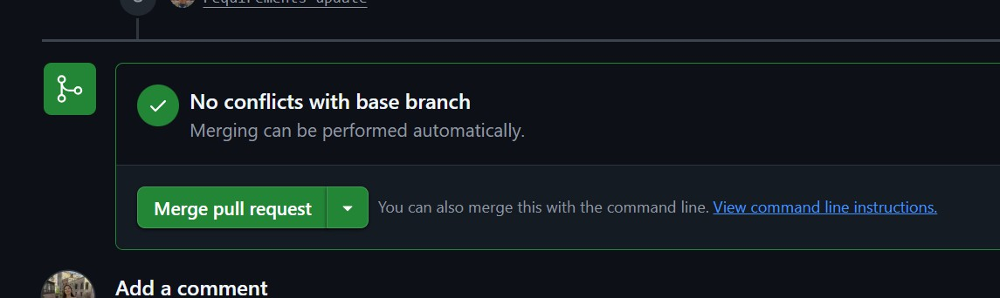 requirements update
No conflicts with base branch
Merging can be performed automatically.
Merge pull request
You can also merge this with the command line. View command line instructions.
Add a comment